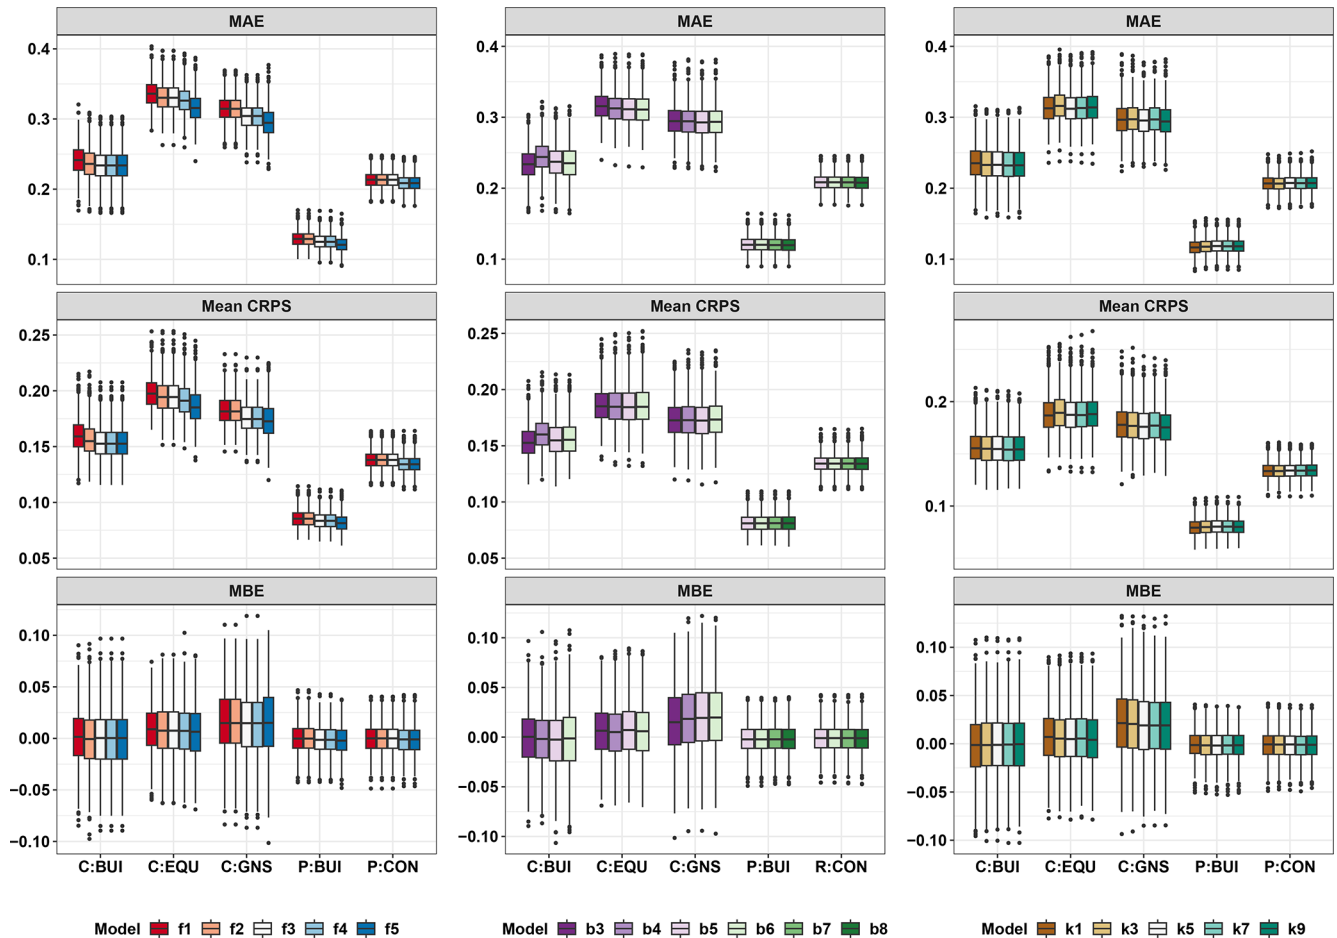 MAE MAE MAE
0.4 0.4 0.4
0.3 0.3 0.3
0.2 0.2 0.2
0.1 0.1 0.1
Mean CRPS Mean CRPS Mean CRPS
0.25 0.25
0.20 0.20 0.2
0.15 0.15
0.10 0.10 0.1
0.05 0.05
MBE MBE MBE
0.10 0.10 0.10
0.05 0.05 0.05
0.00 0.00 0.00
−0.05 −0.05 −0.05
−0.10 −0.10 −0.10
C:BUI C:EQU C:GNS P:BUI P:CON C:BUI C:EQU C:GNS P:BUI R:CON C:BUI C:EQU C:GNS P:BUI P:CON
Model f1 f2 f3 f4 f5 Model b3 b4 b5 b6 b7 b8 Model k1 k3 k5 k7 k9